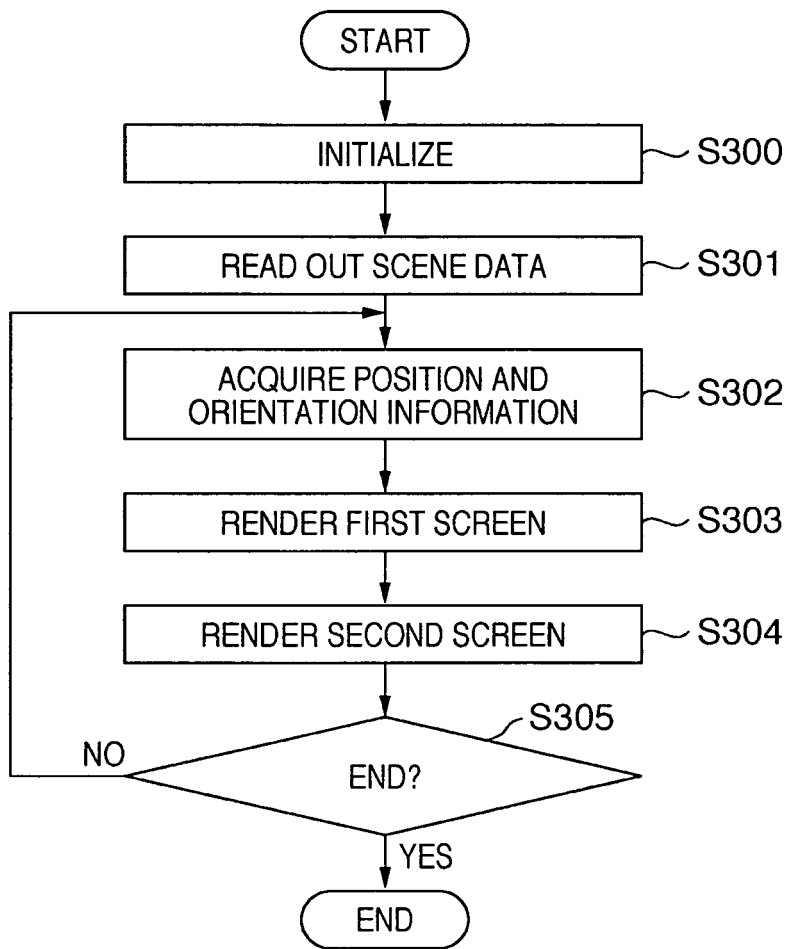 START
INITIALIZE
S300
READ OUT SCENE DATA
S301
ACQUIRE POSITION AND
ORIENTATION INFORMATION
S302
RENDER FIRST SCREEN
S303
RENDER SECOND SCREEN
S304
S305
NO
END?
YES
END